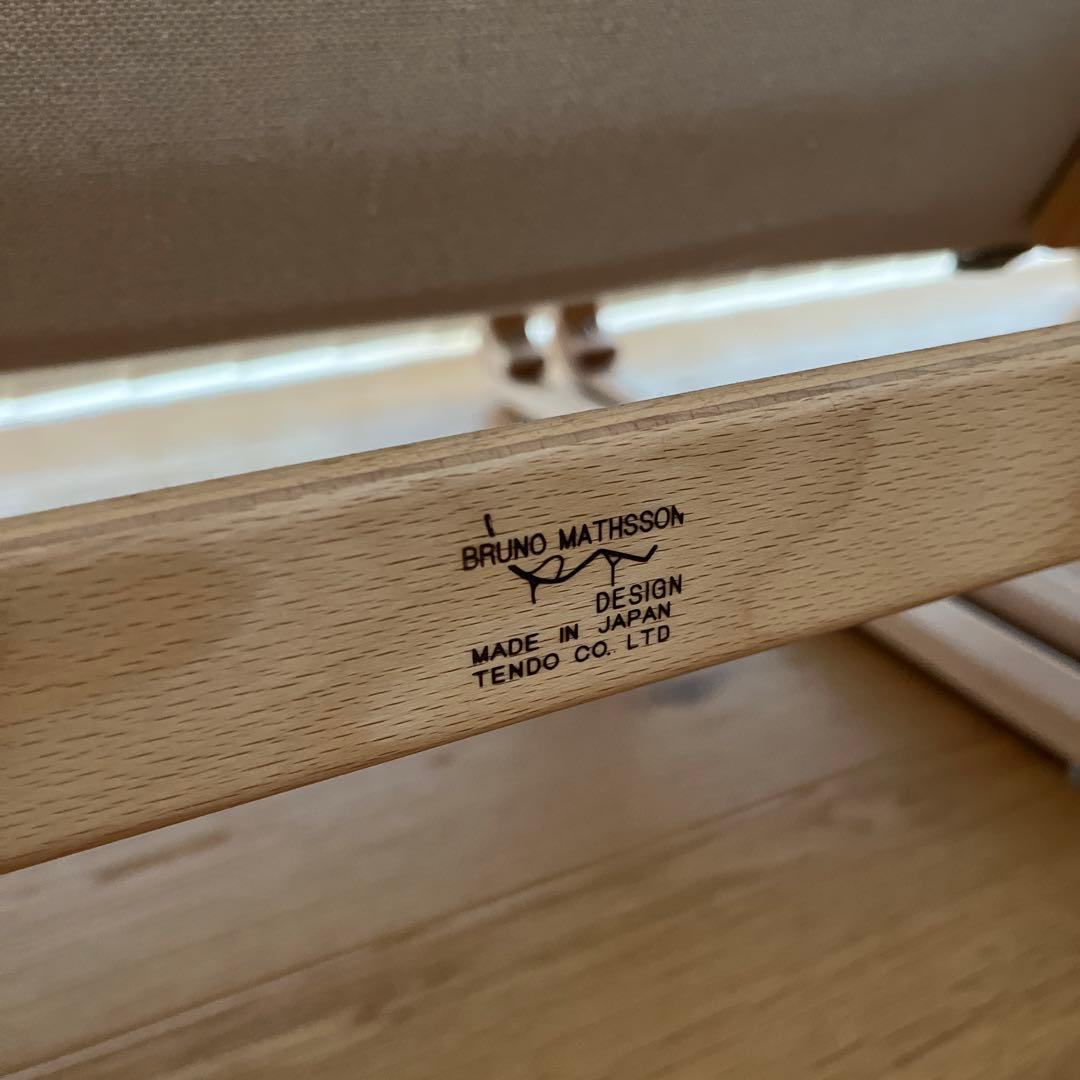 BRUNO MATHSSON
DESIGN
MADE IN JAPAN
TENDO CO. LTD